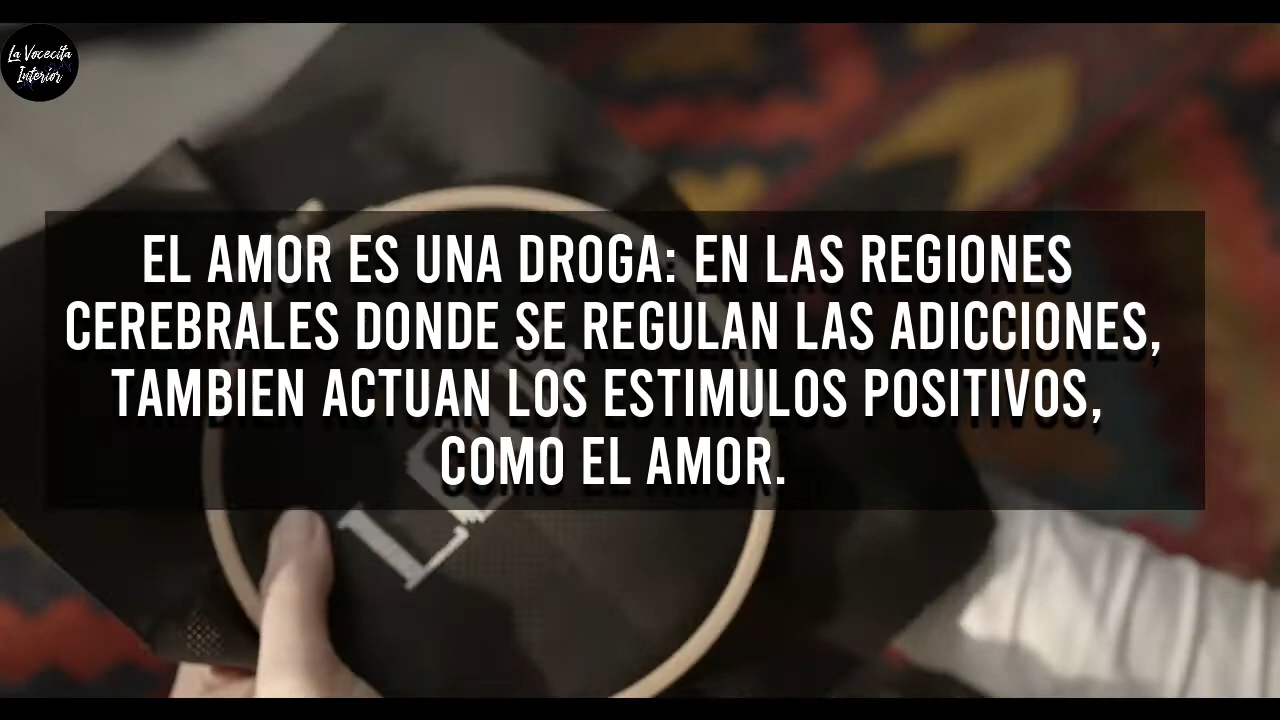 La Vocecita
Interior
EL AMOR ES UNA DROGA: EN LAS REGIONES
CEREBRALES DONDE SE REGULAN LAS ADICCIONES,
TAMBIEN ACTUAN LOS ESTIMULOS POSITIVOS,
COMO EL AMOR.